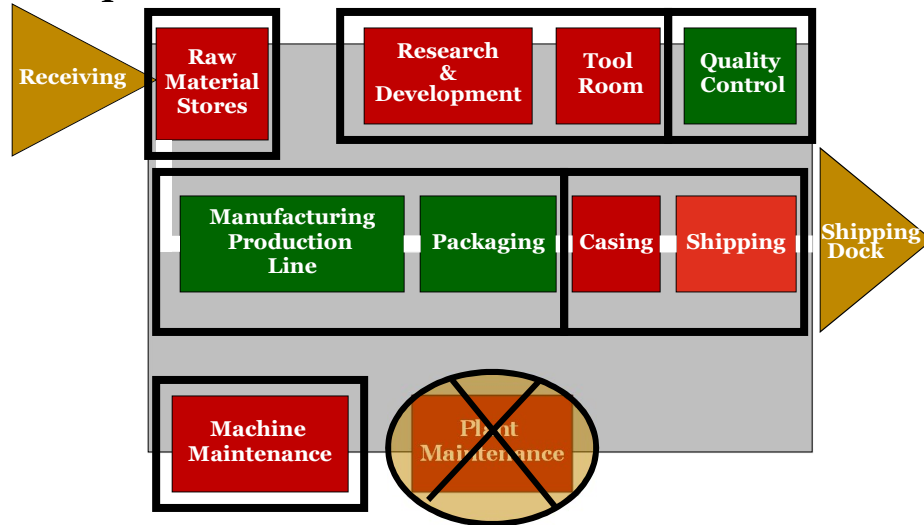 Receiving
Raw
Material
Stores
Research
&
Development
Tool
Room
Quality
Control
Manufacturing
Production
Line
Packaging
Casing
Shipping
Shipping
Dock
Machine
Maintenance
Plant
Maintenance